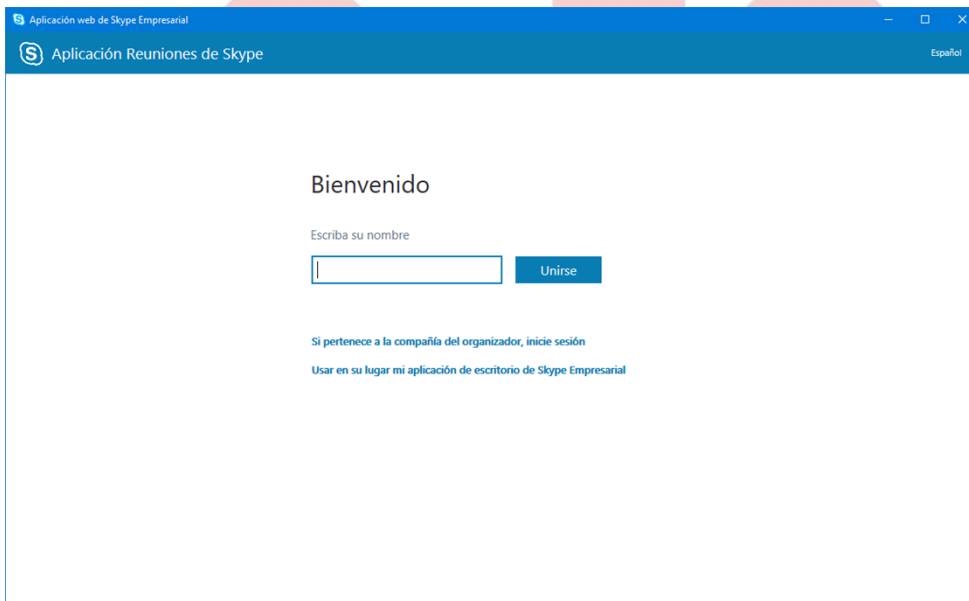 Aplicación web de Skype Empresarial
Aplicación Reuniones de Skype
Español
Bienvenido
Escriba su nombre
Unirse
Si pertenece a la compañía del organizador, inicie sesión
Usar en su lugar mi aplicación de escritorio de Skype Empresarial